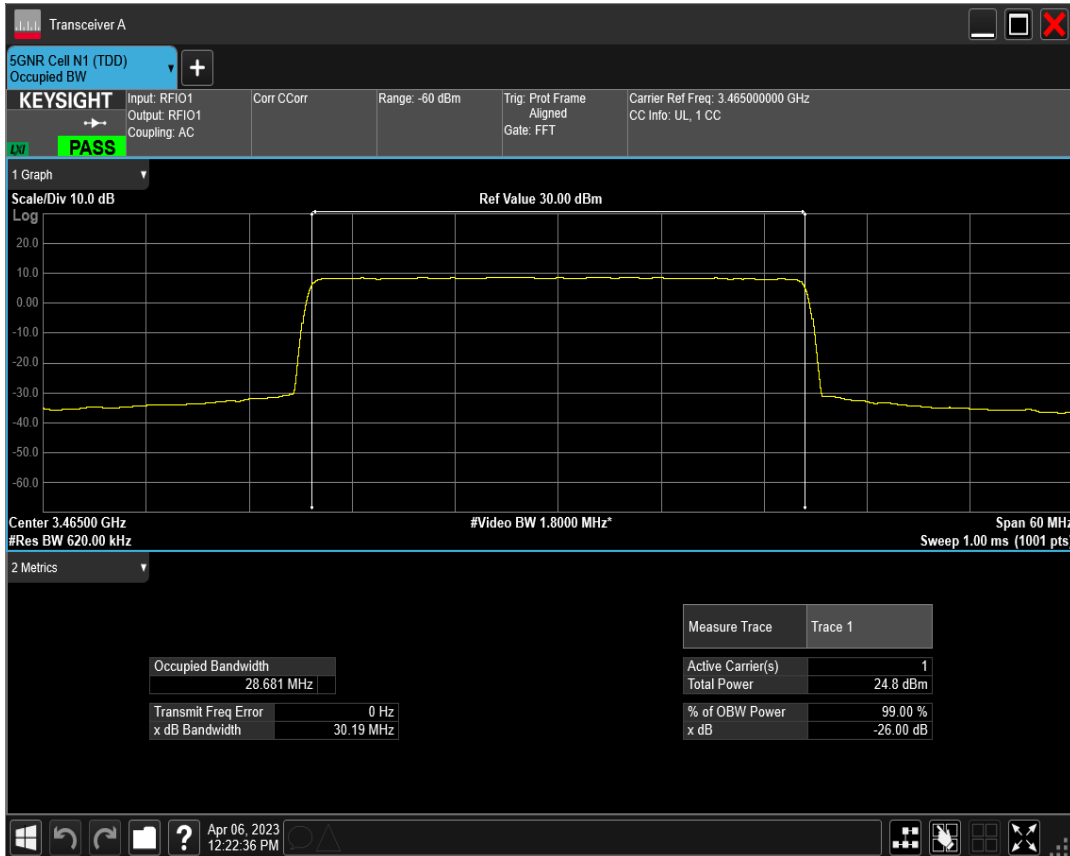 Transceiver A
5GNR Cell N1 (TDD)
Occupied BW
+
KEYSIGHT
LXI
PASS
Input: RFIO1
Output: RFIO1
Coupling: AC
Corr CCorr
Range: -60 dBm
Trig: Prot Frame
Aligned
Gate: FFT
Carrier Ref Freq: 3.465000000 GHz
CC Info: UL, 1 CC
1 Graph
Scale/Div 10.0 dB
Ref Value 30.00 dBm
Log
20.0
10.0
0.00
-10.0
-20.0
-30.0
-40.0
-50.0
-60.0
Center 3.46500 GHz
#Video BW 1.8000 MHz*
Span 60 MHz
#Res BW 620.00 kHz
Sweep 1.00 ms (1001 pts)
2 Metrics
Measure Trace Trace 1
Occupied Bandwidth
28.681 MHz
Active Carrier(s) 1
Total Power 24.8 dBm
Transmit Freq Error 0 Hz
x dB Bandwidth 30.19 MHz
% of OBW Power 99.00 %
x dB -26.00 dB
?
Apr 06, 2023
12:22:36 PM